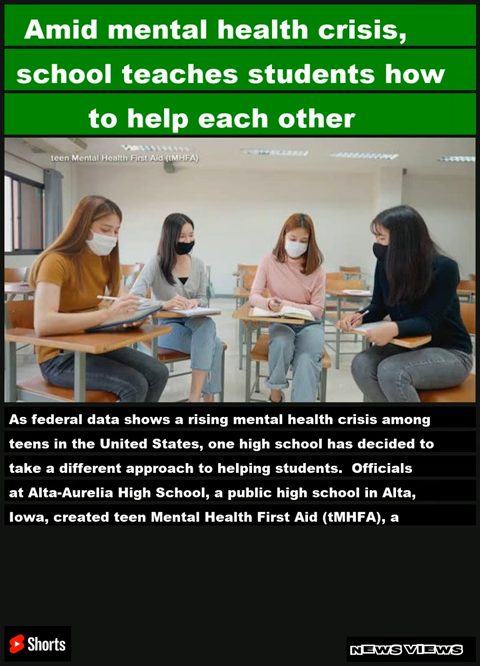 Amid mental health crisis,
school teaches students how
to help each other
teen Mental Health First Aid (tMHFA)
As federal data shows a rising mental health crisis among
teens in the United States, one high school has decided to
take a different approach to helping students. Officials
at Alta-Aurelia High School, a public high school in Alta,
Iowa, created teen Mental Health First Aid (tMHFA), a
Shorts
NEWS VIEWS